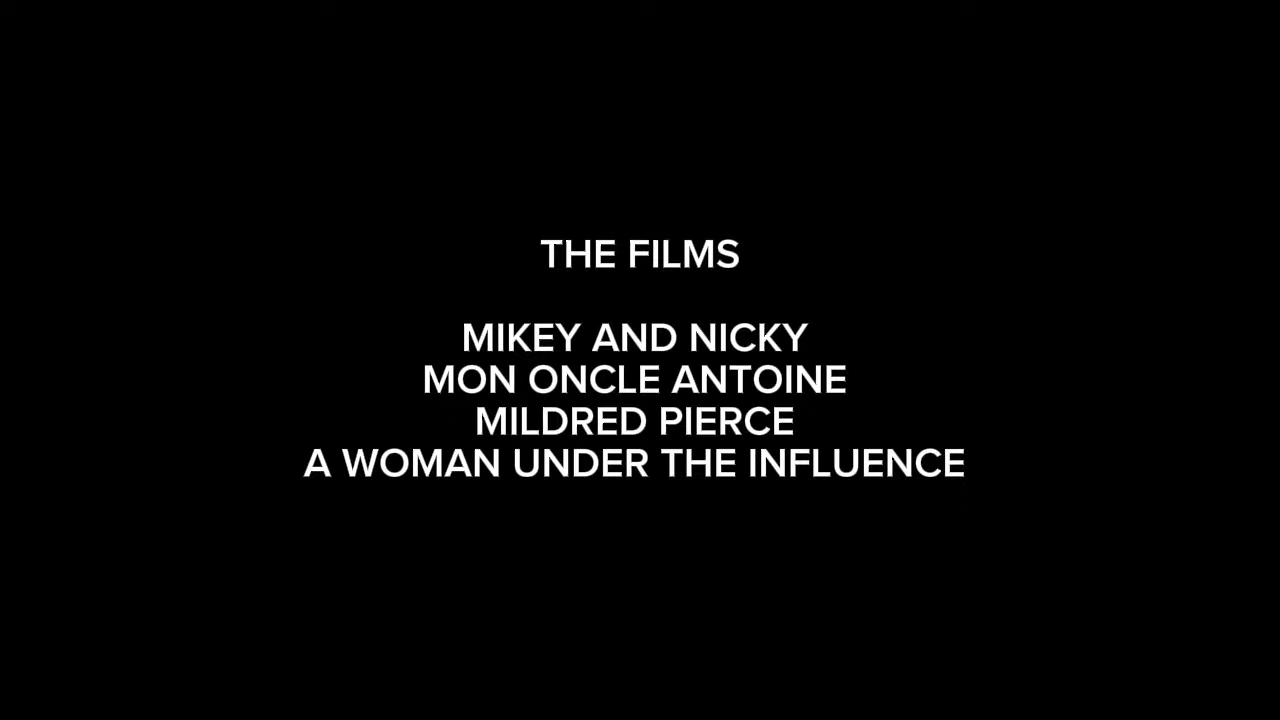 THE FILMS
MIKEY AND NICKY
MON ONCLE ANTOINE
MILDRED PIERCE
A WOMAN UNDER THE INFLUENCE